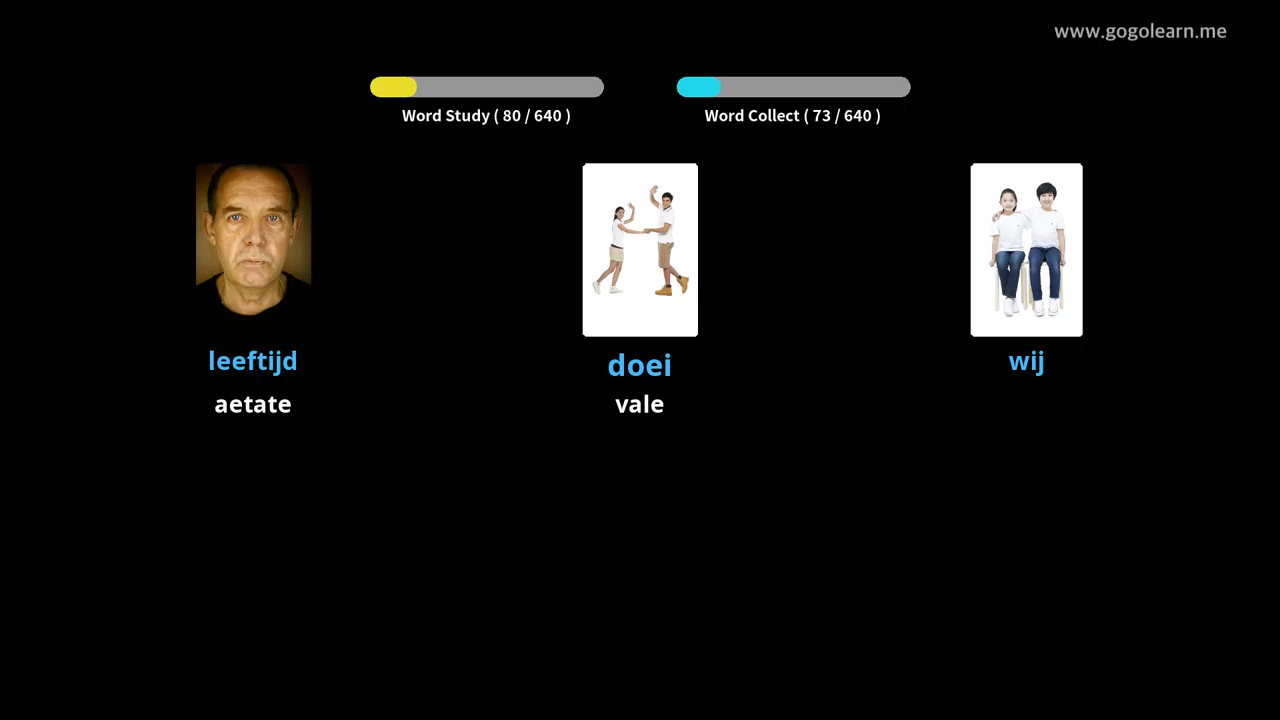 www.gogolearn.me
Word Study ( 80 / 640 )
Word Collect ( 73 / 640 )
leeftijd
doei
wij
aetate
vale